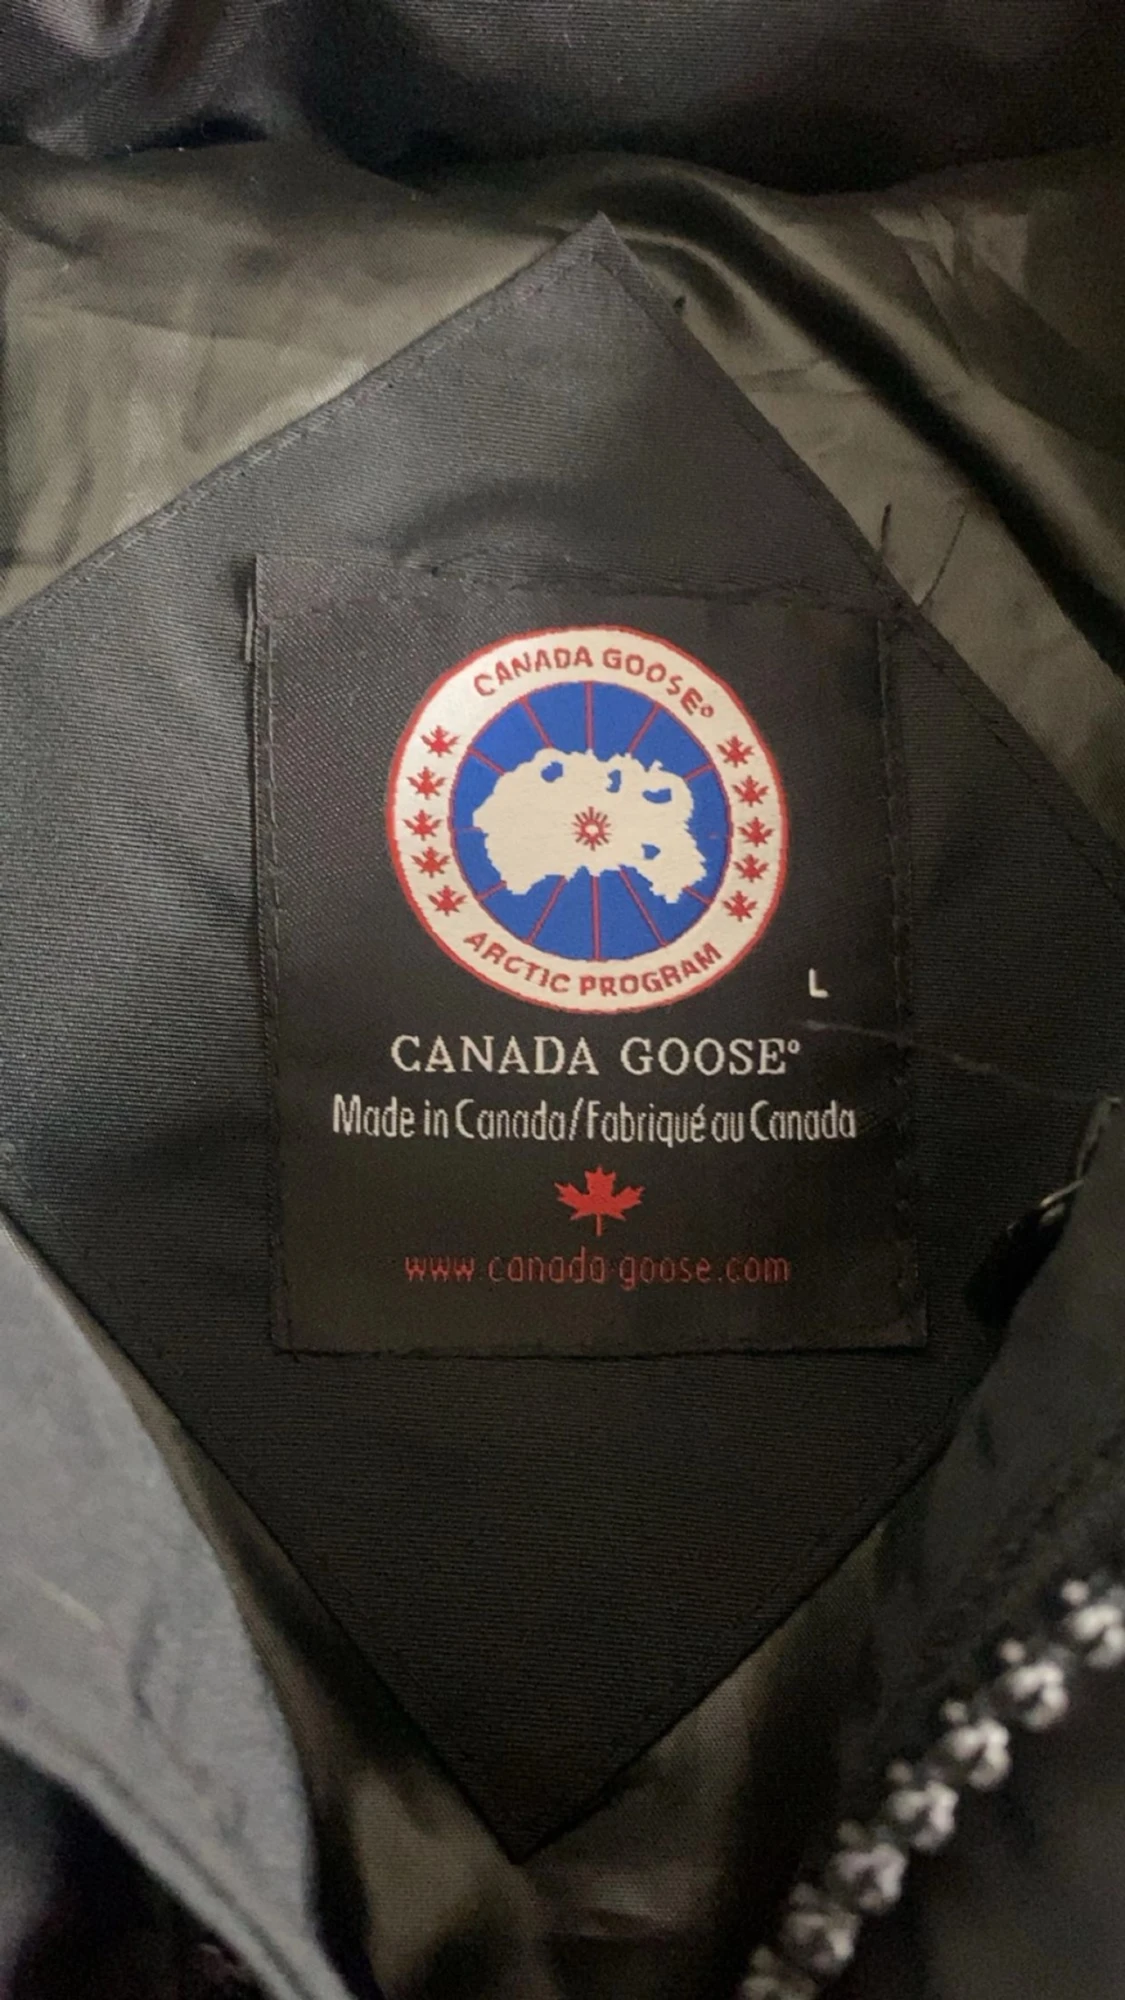 CANADA GOOSE®
ARCTIC PROGRAM
L
CANADA GOOSE®
Made in Canada/Fabriqué au Canada
www.canada-goose.com